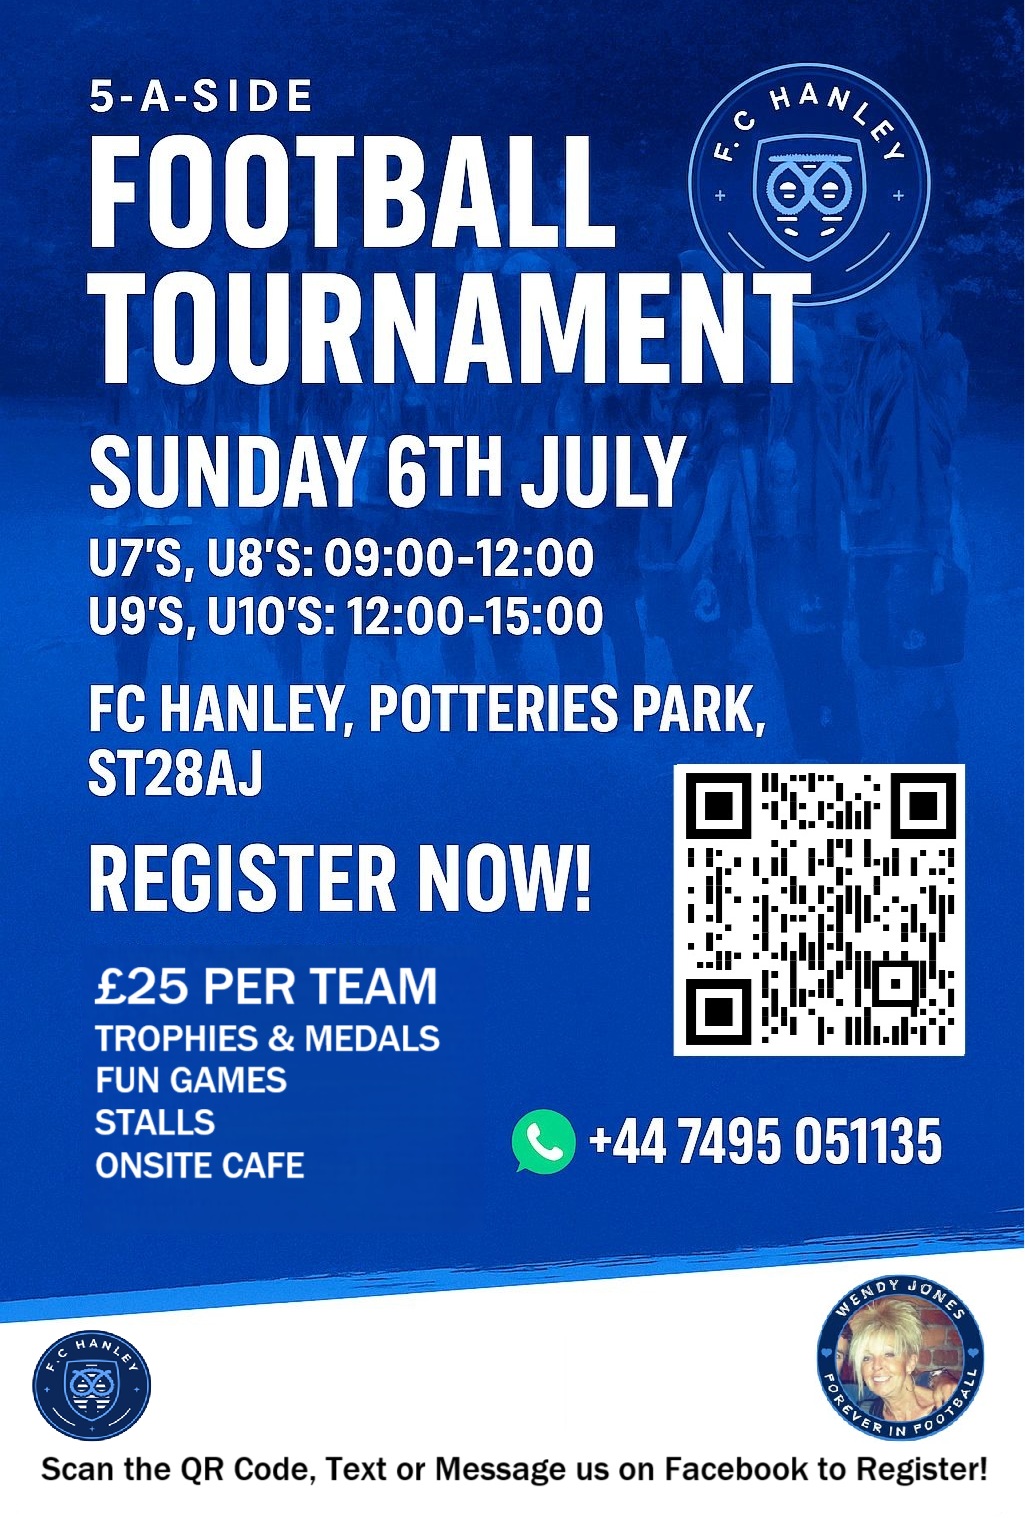 5-A-SIDE
FOOTBALL
TOURNAMENT
F.C HANLEY
SUNDAY 6TH JULY
U7'S, U8'S: 09:00-12:00
U9'S, U10'S: 12:00-15:00
FC HANLEY, POTTERIES PARK,
ST28AJ
REGISTER NOW!
£25 PER TEAM
TROPHIES & MEDALS
FUN GAMES
STALLS
ONSITE CAFE
+44 7495 051135
F.C HANLEY
WENDY JONES
FOREVER IN FOOTBALL
Scan the QR Code, Text or Message us on Facebook to Register!